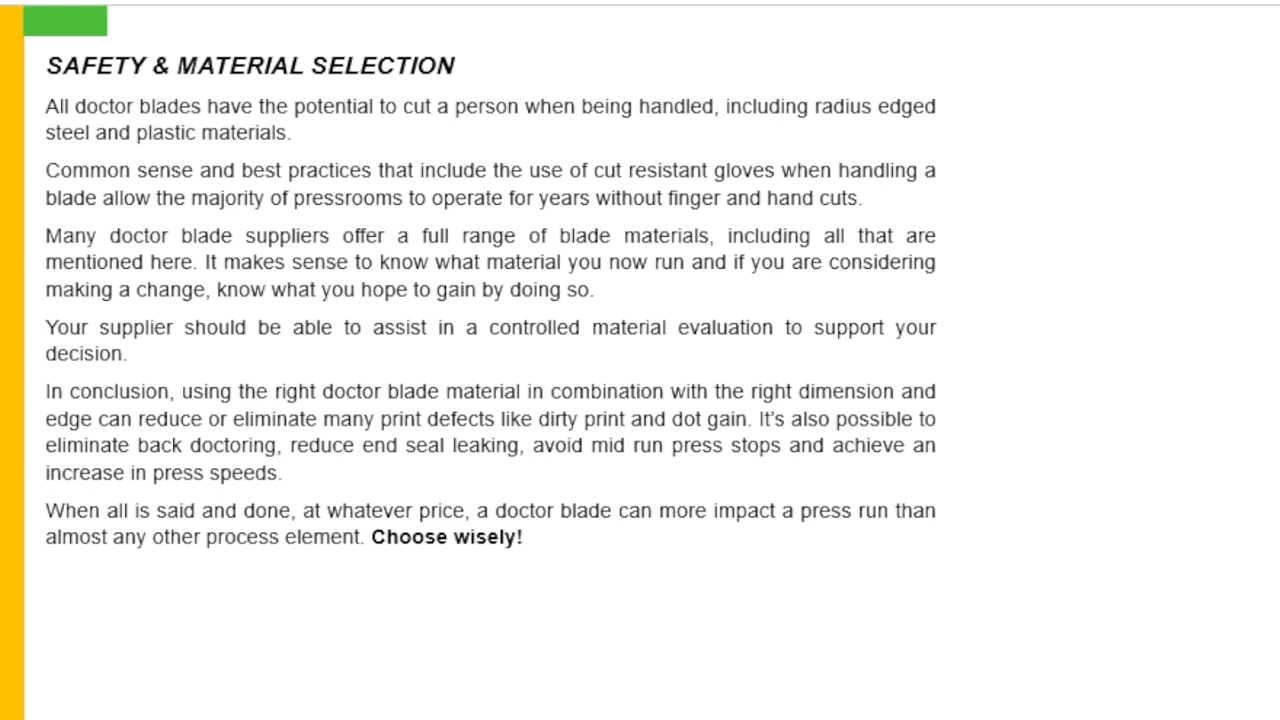 SAFETY & MATERIAL SELECTION
All doctor blades have the potential to cut a person when being handled, including radius edged
steel and plastic materials.
Common sense and best practices that include the use of cut resistant gloves when handling a
blade allow the majority of pressrooms to operate for years without finger and hand cuts.
Many doctor blade suppliers offer a full range of blade materials, including all that are
mentioned here. It makes sense to know what material you now run and if you are considering
making a change, know what you hope to gain by doing so.
Your supplier should be able to assist in a controlled material evaluation to support your
decision.
In conclusion, using the right doctor blade material in combination with the right dimension and
edge can reduce or eliminate many print defects like dirty print and dot gain. It’s also possible to
eliminate back doctoring, reduce end seal leaking, avoid mid run press stops and achieve an
increase in press speeds.
When all is said and done, at whatever price, a doctor blade can more impact a press run than
almost any other process element. Choose wisely!